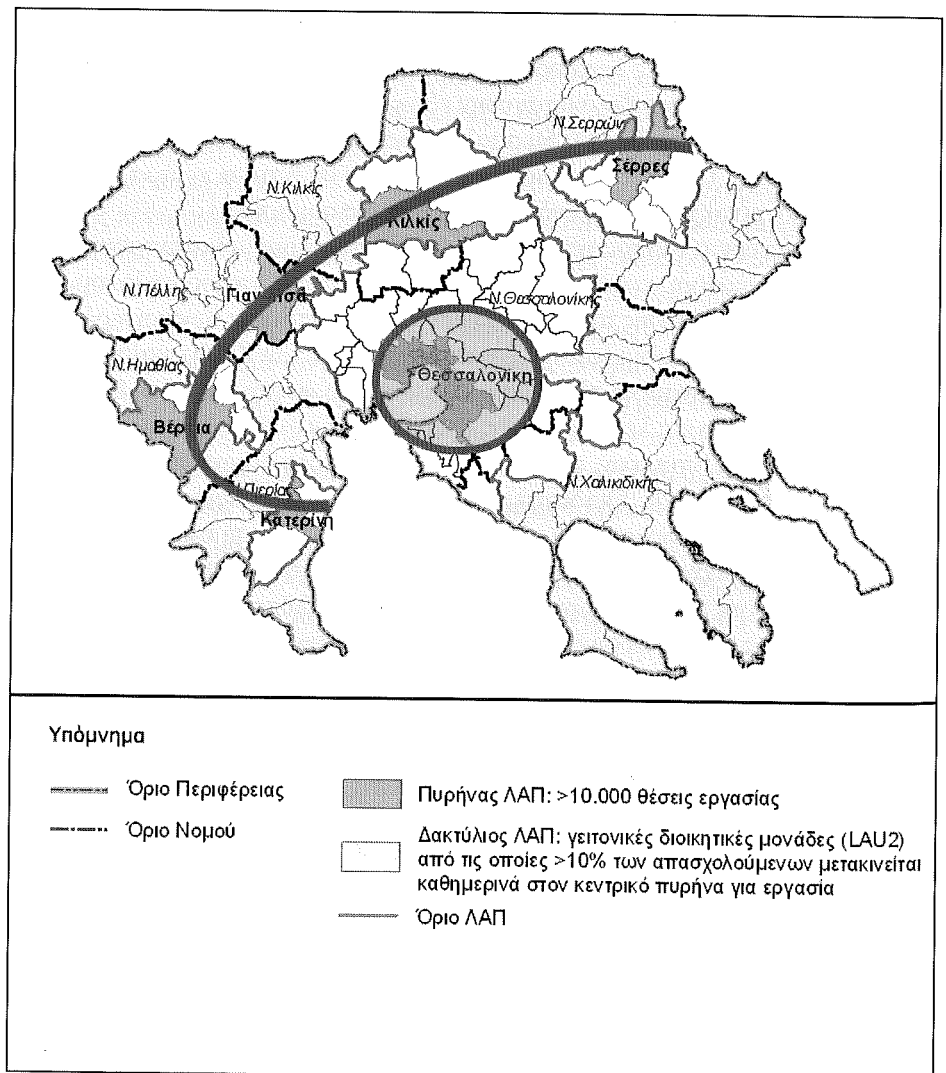 Ν.Σερρών
Σέρρες
Ν.Κιλκίς
Κιλκίς
Ν.Πέλλης
Γιαννιτσά
Ν.Θεσσαλονίκης
Ν.Ημαθίας
Θεσσαλονίκη
Βέροια
Ν.Πιερίας
Ν.Χαλικιδικής
Κατερίνη
Υπόμνημα
Όριο Περιφέρειας
Όριο Νομού
Πυρήνας ΛΑΠ: >10.000 θέσεις εργασίας
Δακτύλιος ΛΑΠ: γειτονικές διοικητικές μονάδες (LAU2)
από τις οποίες >10% των απασχολούμενων μετακινείται
καθημερινά στον κεντρικό πυρήνα για εργασία
Όριο ΛΑΠ